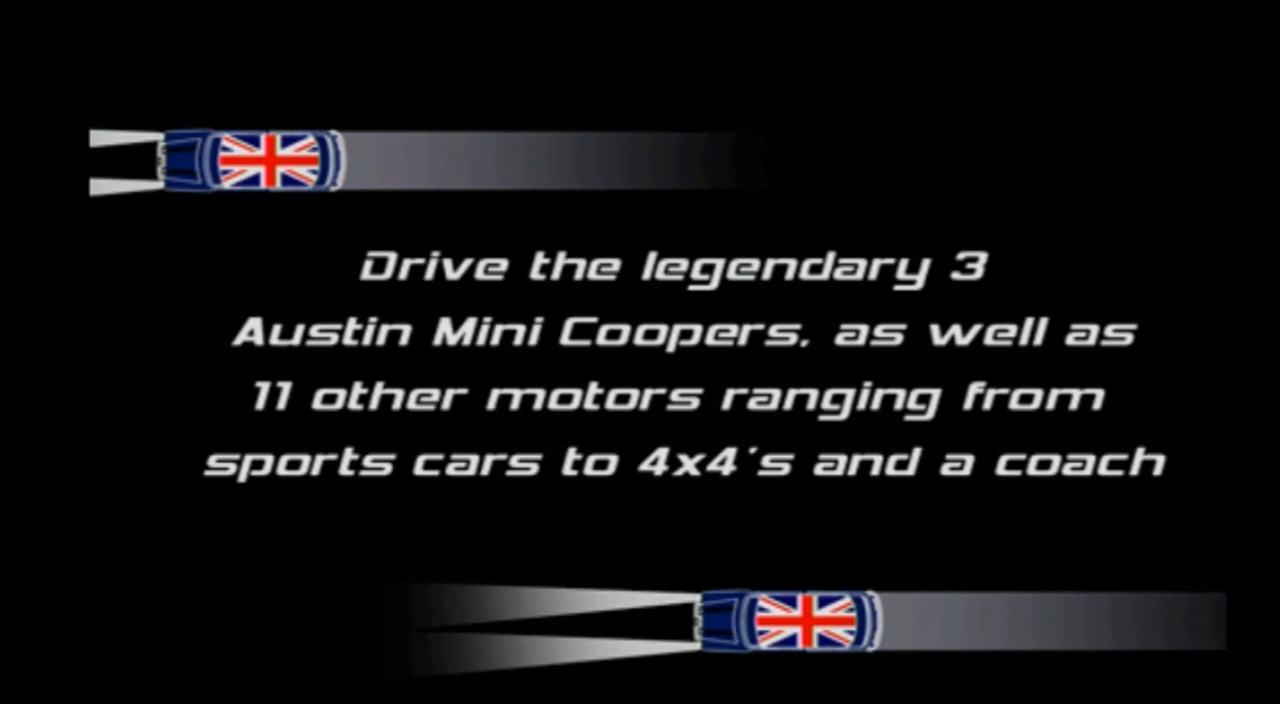 Drive the legendary 3
Austin Mini Coopers, as well as
11 other motors ranging from
sports cars to 4x4's and a coach